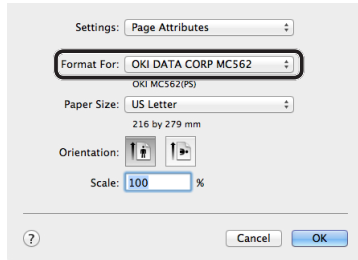 Settings: Page Attributes
Format For: OKI DATA CORP MC562
OKI MC562(PS)
Paper Size: US Letter
216 by 279 mm
Orientation:
Scale: 100 %
? Cancel OK